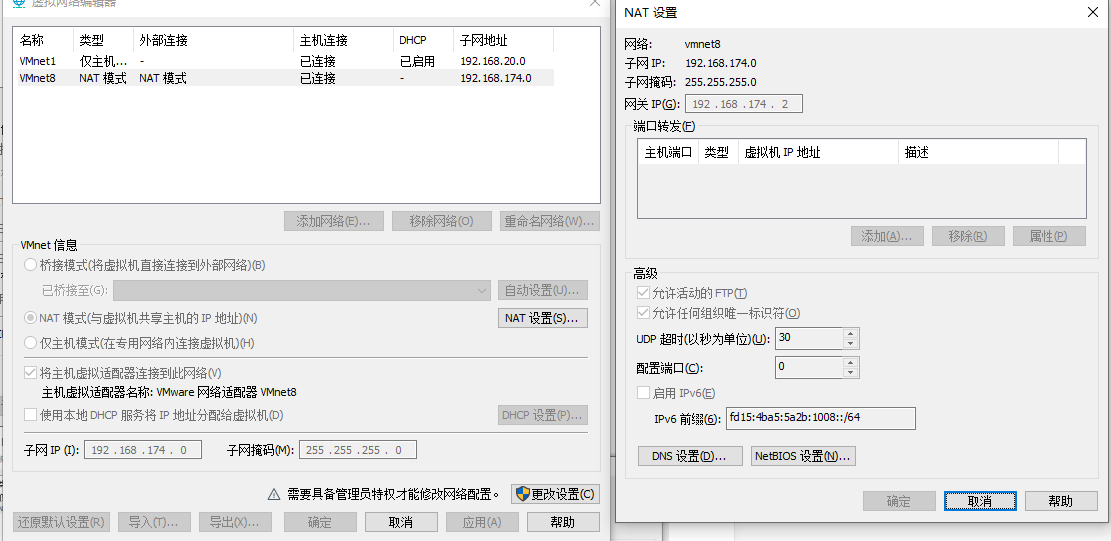 虚拟网络编辑器
名称 类型 外部连接 主机连接 DHCP 子网地址
VMnet1 仅主机... - 已连接 已启用 192.168.20.0
VMnet8 NAT 模式 NAT 模式 已连接 - 192.168.174.0
添加网络(E)... 移除网络(O) 重命名网络(W)...
VMnet 信息
桥接模式(将虚拟机直接连接到外部网络)(B)
已桥接至(G): 自动设置(U)...
NAT 模式(与虚拟机共享主机的 IP 地址)(N) NAT 设置(S)...
仅主机模式(在专用网络内连接虚拟机)(H)
将主机虚拟适配器连接到此网络(V)
主机虚拟适配器名称: VMware 网络适配器 VMnet8
使用本地 DHCP 服务将 IP 地址分配给虚拟机(D) DHCP 设置(P)...
子网 IP (I): 192 . 168 . 174 . 0 子网掩码(M): 255 . 255 . 255 . 0
需要具备管理员特权才能修改网络配置。 更改设置(C)
还原默认设置(R) 导入(T)... 导出(X)... 确定 取消 应用(A) 帮助
NAT 设置
网络: vmnet8
子网 IP: 192.168.174.0
子网掩码: 255.255.255.0
网关 IP(G): 192 . 168 . 174 . 2
端口转发(F)
主机端口 类型 虚拟机 IP 地址 描述
添加(A)... 移除(R) 属性(P)
高级
允许活动的 FTP(T)
允许任何组织唯一标识符(O)
UDP 超时(以秒为单位)(U): 30
配置端口(C): 0
启用 IPv6(E)
IPv6 前缀(6): fd15:4ba5:5a2b:1008::/64
DNS 设置(D)... NetBIOS 设置(N)...
确定 取消 帮助